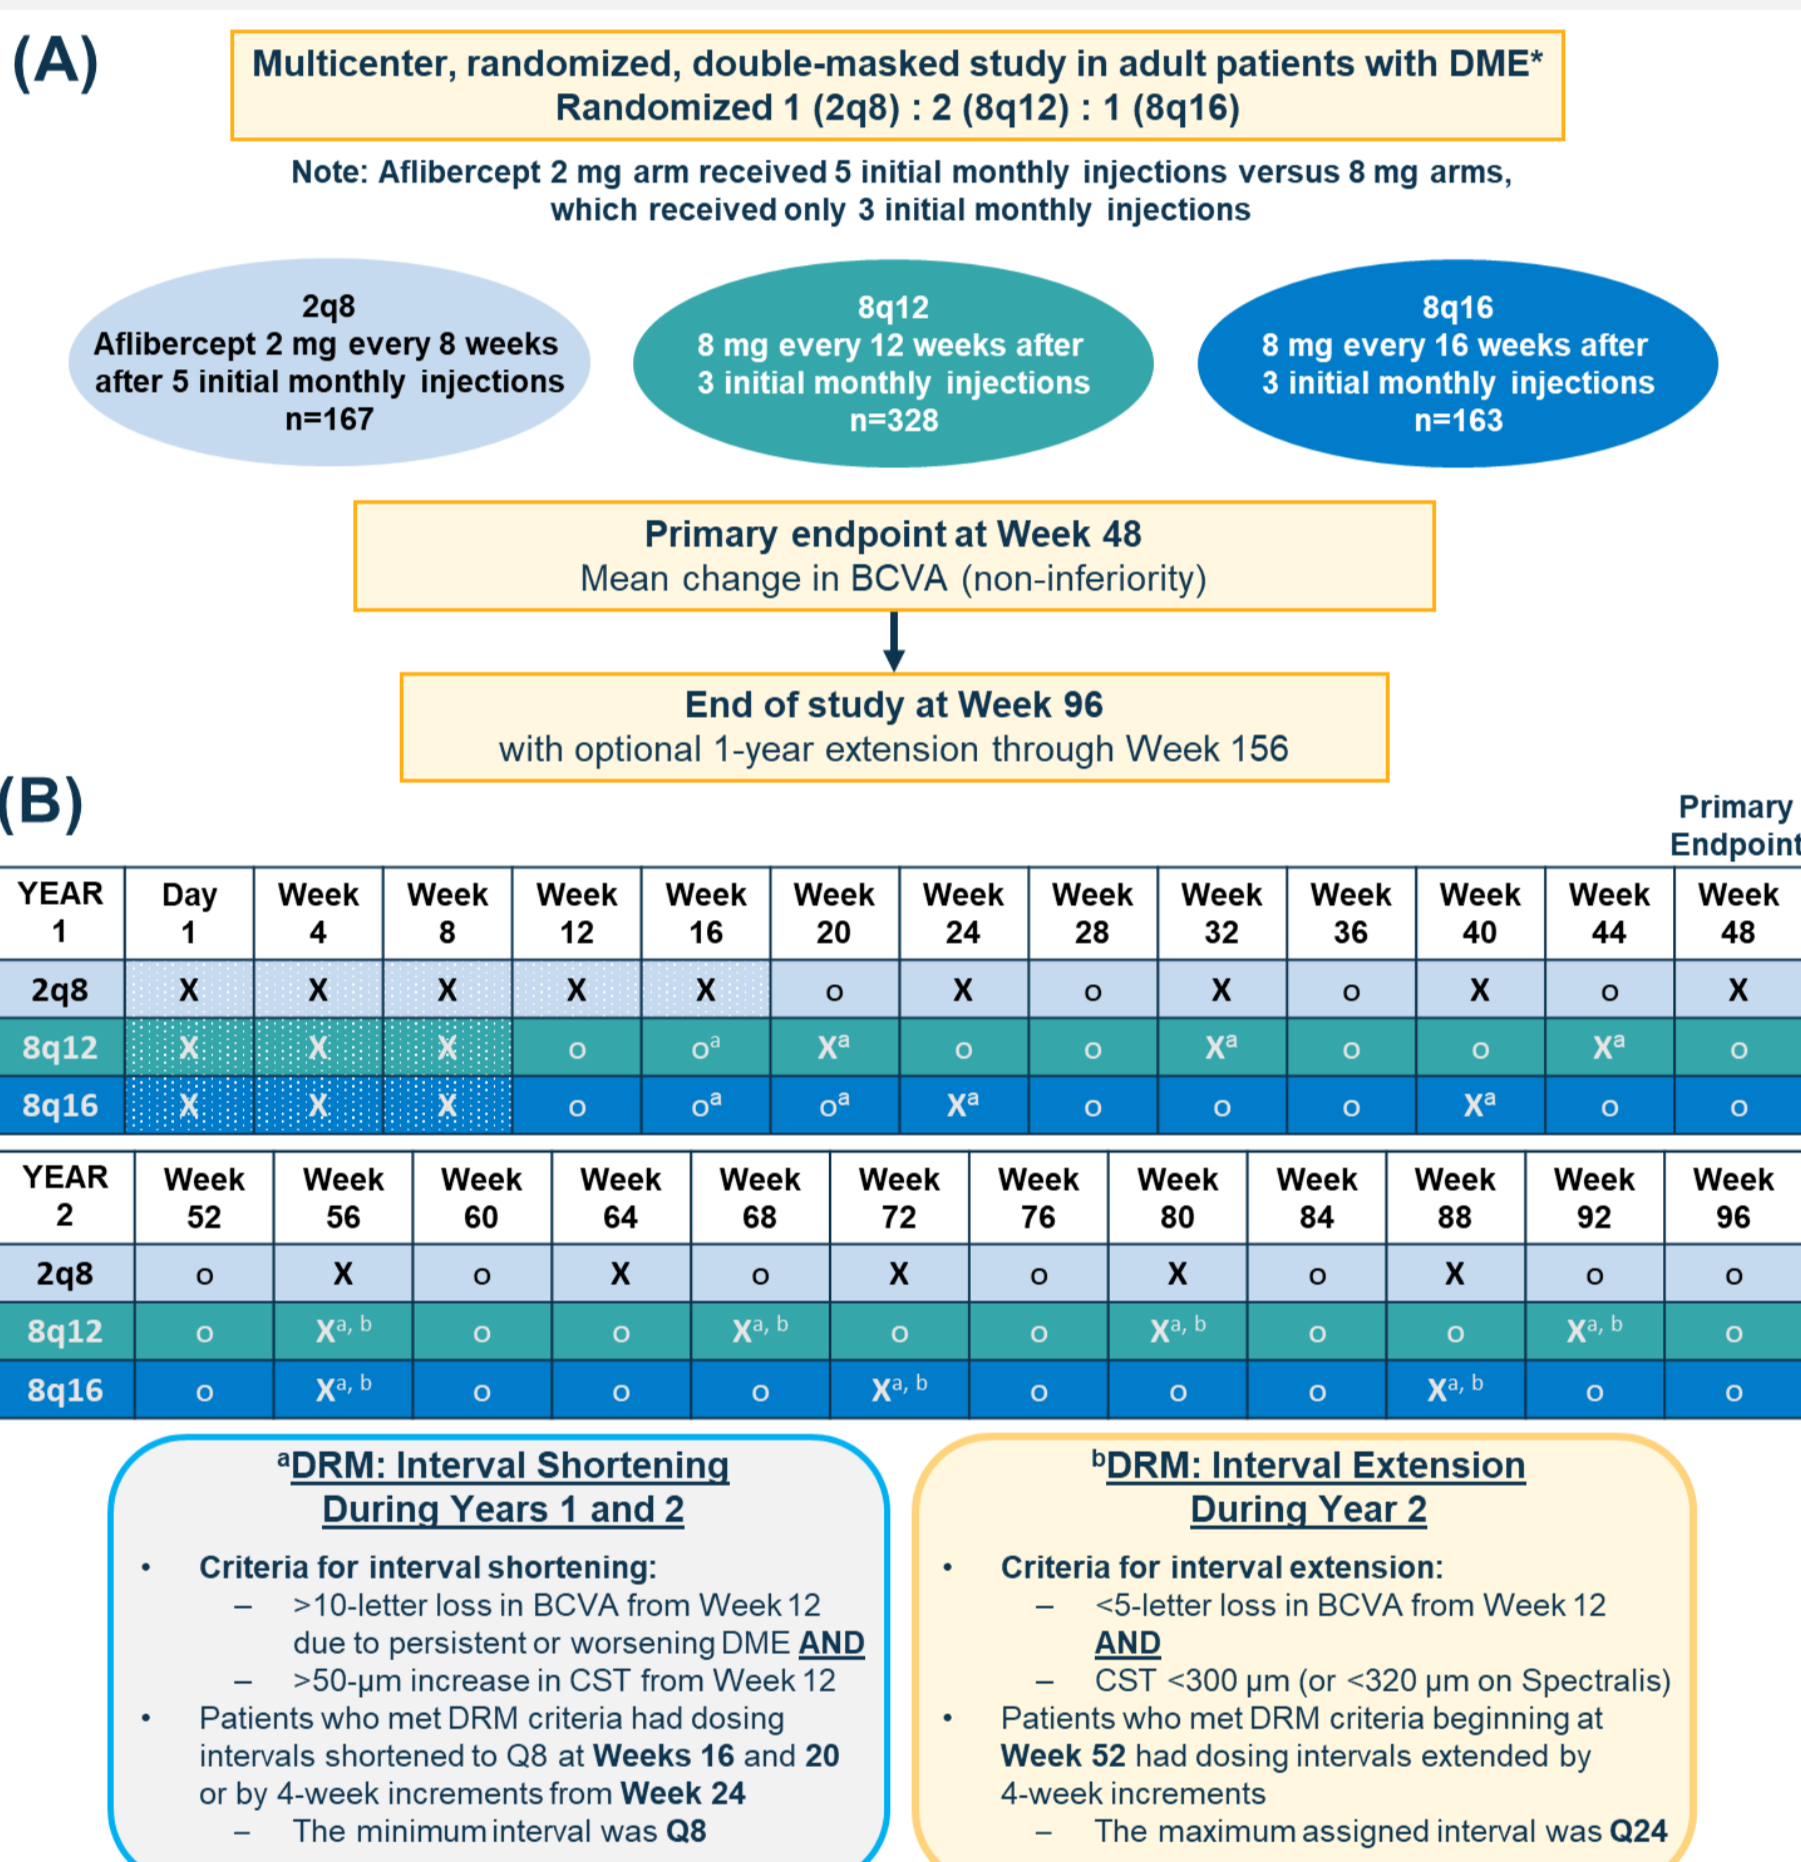 (A)
Multicenter, randomized, double-masked study in adult patients with DME*
Randomized 1 (2q8) : 2 (8q12) : 1 (8q16)
Note: Aflibercept 2 mg arm received 5 initial monthly injections versus 8 mg arms,
which received only 3 initial monthly injections
2q8
Aflibercept 2 mg every 8 weeks
after 5 initial monthly injections
n=167
8q12
8 mg every 12 weeks after
3 initial monthly injections
n=328
8q16
8 mg every 16 weeks after
3 initial monthly injections
n=163
Primary endpoint at Week 48
Mean change in BCVA (non-inferiority)
End of study at Week 96
with optional 1-year extension through Week 156
(B)
Primary
Endpoint
YEAR 1 Day 1 Week 4 Week 8 Week 12 Week 16 Week 20 Week 24 Week 28 Week 32 Week 36 Week 40 Week 44 Week 48
2q8 X X X X X o X o X o X o X
8q12 X X X o oᵃ Xᵃ o o Xᵃ o o Xᵃ o
8q16 X X X o oᵃ oᵃ Xᵃ o o o Xᵃ o o
YEAR 2 Week 52 Week 56 Week 60 Week 64 Week 68 Week 72 Week 76 Week 80 Week 84 Week 88 Week 92 Week 96
2q8 o X o X o X o X o X o o
8q12 o Xᵃ, ᵇ o o Xᵃ, ᵇ o o Xᵃ, ᵇ o o Xᵃ, ᵇ o
8q16 o Xᵃ, ᵇ o o o Xᵃ, ᵇ o o o Xᵃ, ᵇ o o
ᵃDRM: Interval Shortening
During Years 1 and 2
• Criteria for interval shortening:
– >10-letter loss in BCVA from Week 12
due to persistent or worsening DME AND
– >50-μm increase in CST from Week 12
• Patients who met DRM criteria had dosing
intervals shortened to Q8 at Weeks 16 and 20
or by 4-week increments from Week 24
– The minimum interval was Q8
ᵇDRM: Interval Extension
During Year 2
• Criteria for interval extension:
– <5-letter loss in BCVA from Week 12
AND
– CST <300 μm (or <320 μm on Spectralis)
• Patients who met DRM criteria beginning at
Week 52 had dosing intervals extended by
4-week increments
– The maximum assigned interval was Q24